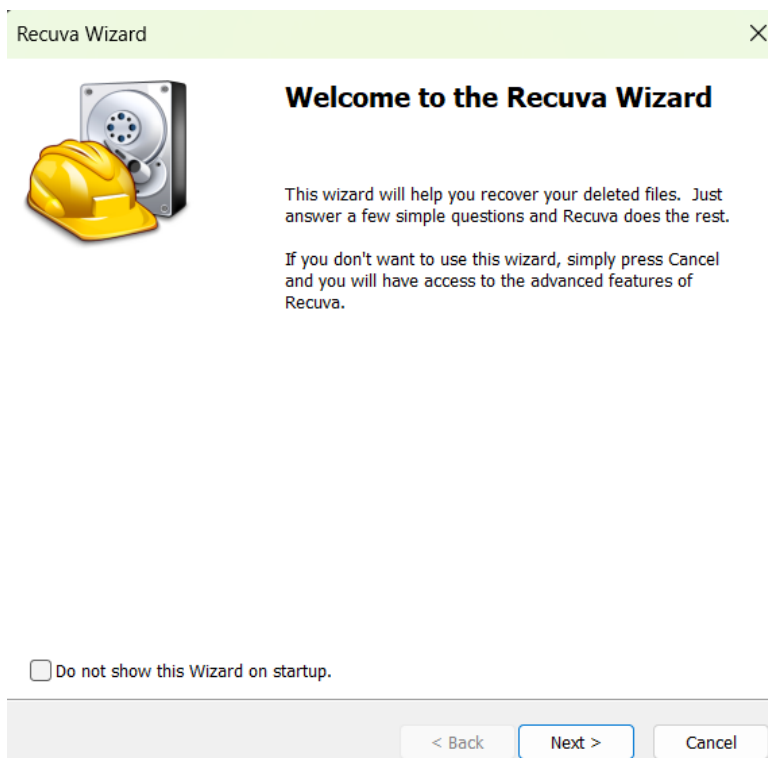 Recuva Wizard
Welcome to the Recuva Wizard
This wizard will help you recover your deleted files.  Just
answer a few simple questions and Recuva does the rest.
If you don't want to use this wizard, simply press Cancel
and you will have access to the advanced features of
Recuva.
Do not show this Wizard on startup.
< Back
Next >
Cancel